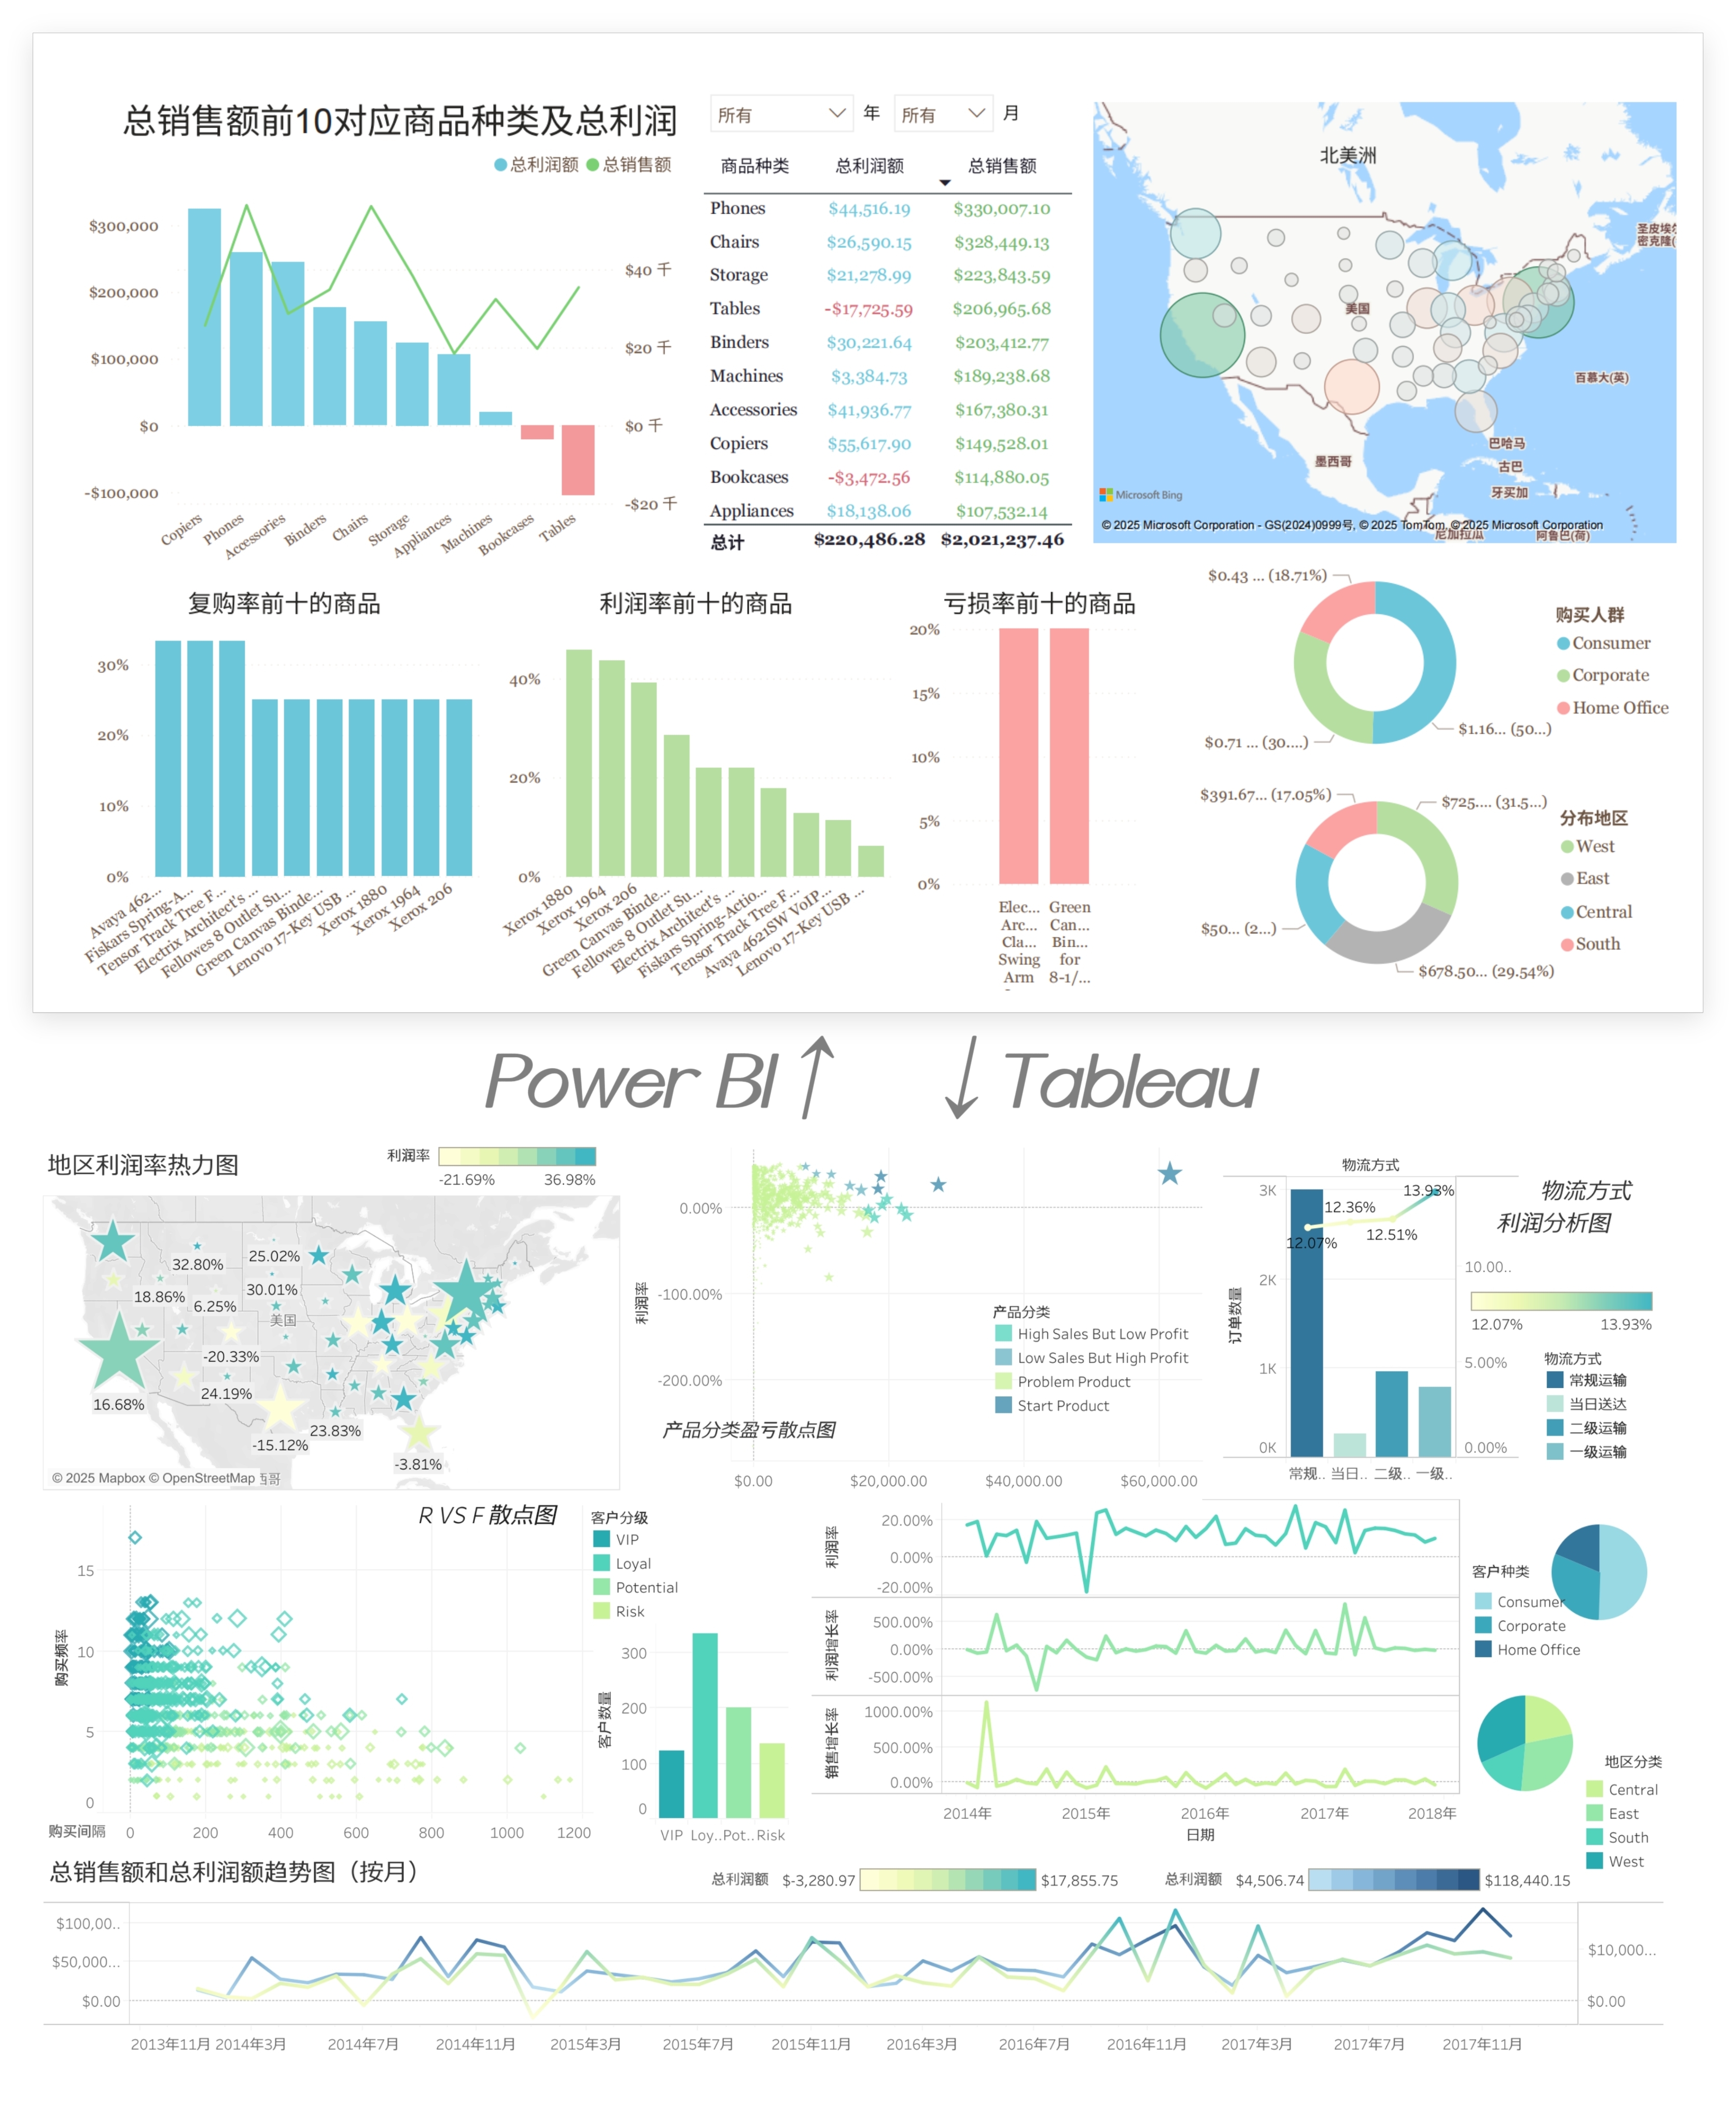 总销售额前10对应商品种类及总利润
总利润额 总销售额
$300,000
$200,000
$100,000
$0
-$100,000
$40 千
$20 千
$0 千
-$20 千
Copiers
Phones
Accessories
Binders
Chairs
Storage
Appliances
Machines
Bookcases
Tables
所有 年 所有 月
商品种类 总利润额 总销售额
Phones $44,516.19 $330,007.10
Chairs $26,590.15 $328,449.13
Storage $21,278.99 $223,843.59
Tables -$17,725.59 $206,965.68
Binders $30,221.64 $203,412.77
Machines $3,384.73 $189,238.68
Accessories $41,936.77 $167,380.31
Copiers $55,617.90 $149,528.01
Bookcases -$3,472.56 $114,880.05
Appliances $18,138.06 $107,532.14
总计 $220,486.28 $2,021,237.46
北美洲
圣皮埃尔
密克隆(
美国
百慕大(英)
巴哈马
墨西哥
古巴
牙买加
Microsoft Bing
© 2025 Microsoft Corporation - GS(2024)0999号, © 2025 TomTom, © 2025 Microsoft Corporation
尼加拉瓜 阿鲁巴(荷)
复购率前十的商品
30%
20%
10%
0%
Avaya 462...
Fiskars Spring-A...
Tensor Track Tree F...
Electrix Architect's ...
Fellowes 8 Outlet Su...
Green Canvas Binde...
Lenovo 17-Key USB ...
Xerox 1880
Xerox 1964
Xerox 206
利润率前十的商品
40%
20%
0%
Xerox 1880
Xerox 1964
Xerox 206
Green Canvas Binde...
Fellowes 8 Outlet Su...
Electrix Architect's ...
Fiskars Spring-Actio...
Tensor Track Tree F...
Avaya 4621SW VoIP...
Lenovo 17-Key USB ...
亏损率前十的商品
20%
15%
10%
5%
0%
Elec... Green
Arc... Can...
Cla... Bin...
Swing for
Arm 8-1/...
$0.43 ... (18.71%)
$0.71 ... (30....)
$1.16... (50...)
购买人群
Consumer
Corporate
Home Office
$391.67... (17.05%)
$725.... (31.5...)
$50... (2...)
$678.50... (29.54%)
分布地区
West
East
Central
South
Power BI↑ ↓Tableau
地区利润率热力图
利润率
-21.69% 36.98%
32.80%
25.02%
18.86%
30.01%
6.25%
美国
-20.33%
24.19%
16.68%
23.83%
-15.12%
-3.81%
© 2025 Mapbox © OpenStreetMap 西哥
利润率
0.00%
-100.00%
-200.00%
产品分类
High Sales But Low Profit
Low Sales But High Profit
Problem Product
Start Product
产品分类盈亏散点图
$0.00 $20,000.00 $40,000.00 $60,000.00
物流方式
物流方式
利润分析图
订单数量
3K
2K
1K
0K
12.07%
12.36%
12.51%
13.93%
10.00..
5.00%
0.00%
常规.. 当日.. 二级.. 一级..
12.07% 13.93%
物流方式
常规运输
当日送达
二级运输
一级运输
R VS F 散点图
购买频率
15
10
5
0
购买间隔 0 200 400 600 800 1000 1200
客户分级
VIP
Loyal
Potential
Risk
客户数量
300
200
100
0
VIP Loy.. Pot.. Risk
利润率
20.00%
0.00%
-20.00%
利润增长率
500.00%
0.00%
-500.00%
销售增长率
1000.00%
500.00%
0.00%
2014年 2015年 2016年 2017年 2018年
日期
客户种类
Consumer
Corporate
Home Office
地区分类
Central
East
South
West
总销售额和总利润额趋势图（按月）
总利润额 $-3,280.97 $17,855.75
总利润额 $4,506.74 $118,440.15
$100,00..
$50,000...
$0.00
$10,000...
$0.00
2013年11月 2014年3月 2014年7月 2014年11月 2015年3月 2015年7月 2015年11月 2016年3月 2016年7月 2016年11月 2017年3月 2017年7月 2017年11月